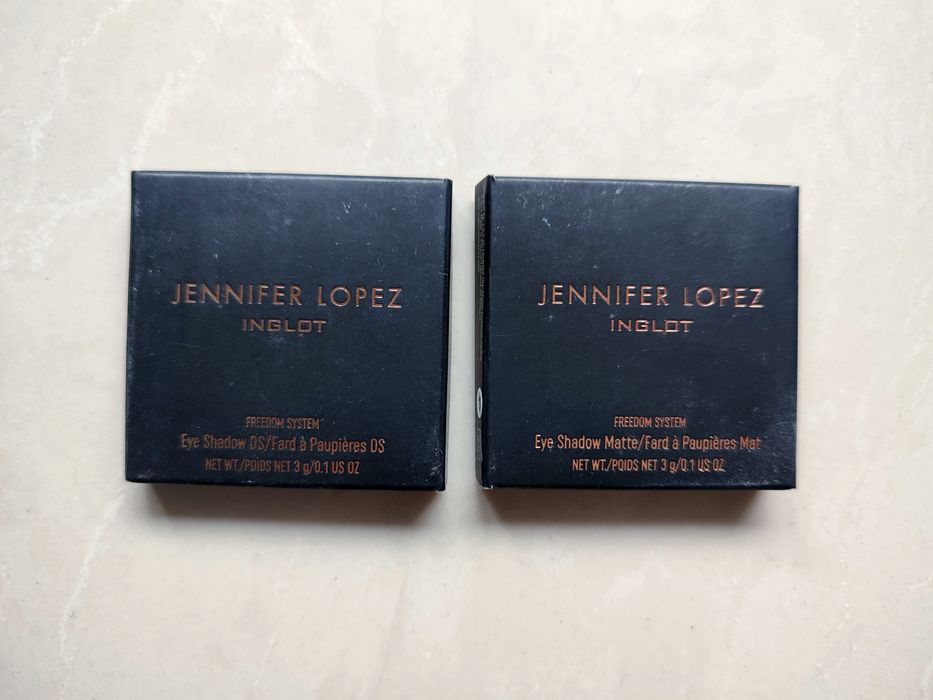 JENNIFER LOPEZ
INGLOT
FREEDOM SYSTEM
Eye Shadow DS/Fard à Paupières DS
NET WT./POIDS NET 3 g/0.1 US OZ
JENNIFER LOPEZ
INGLOT
FREEDOM SYSTEM
Eye Shadow Matte/Fard à Paupières Mat
NET WT./POIDS NET 3 g/0.1 US OZ